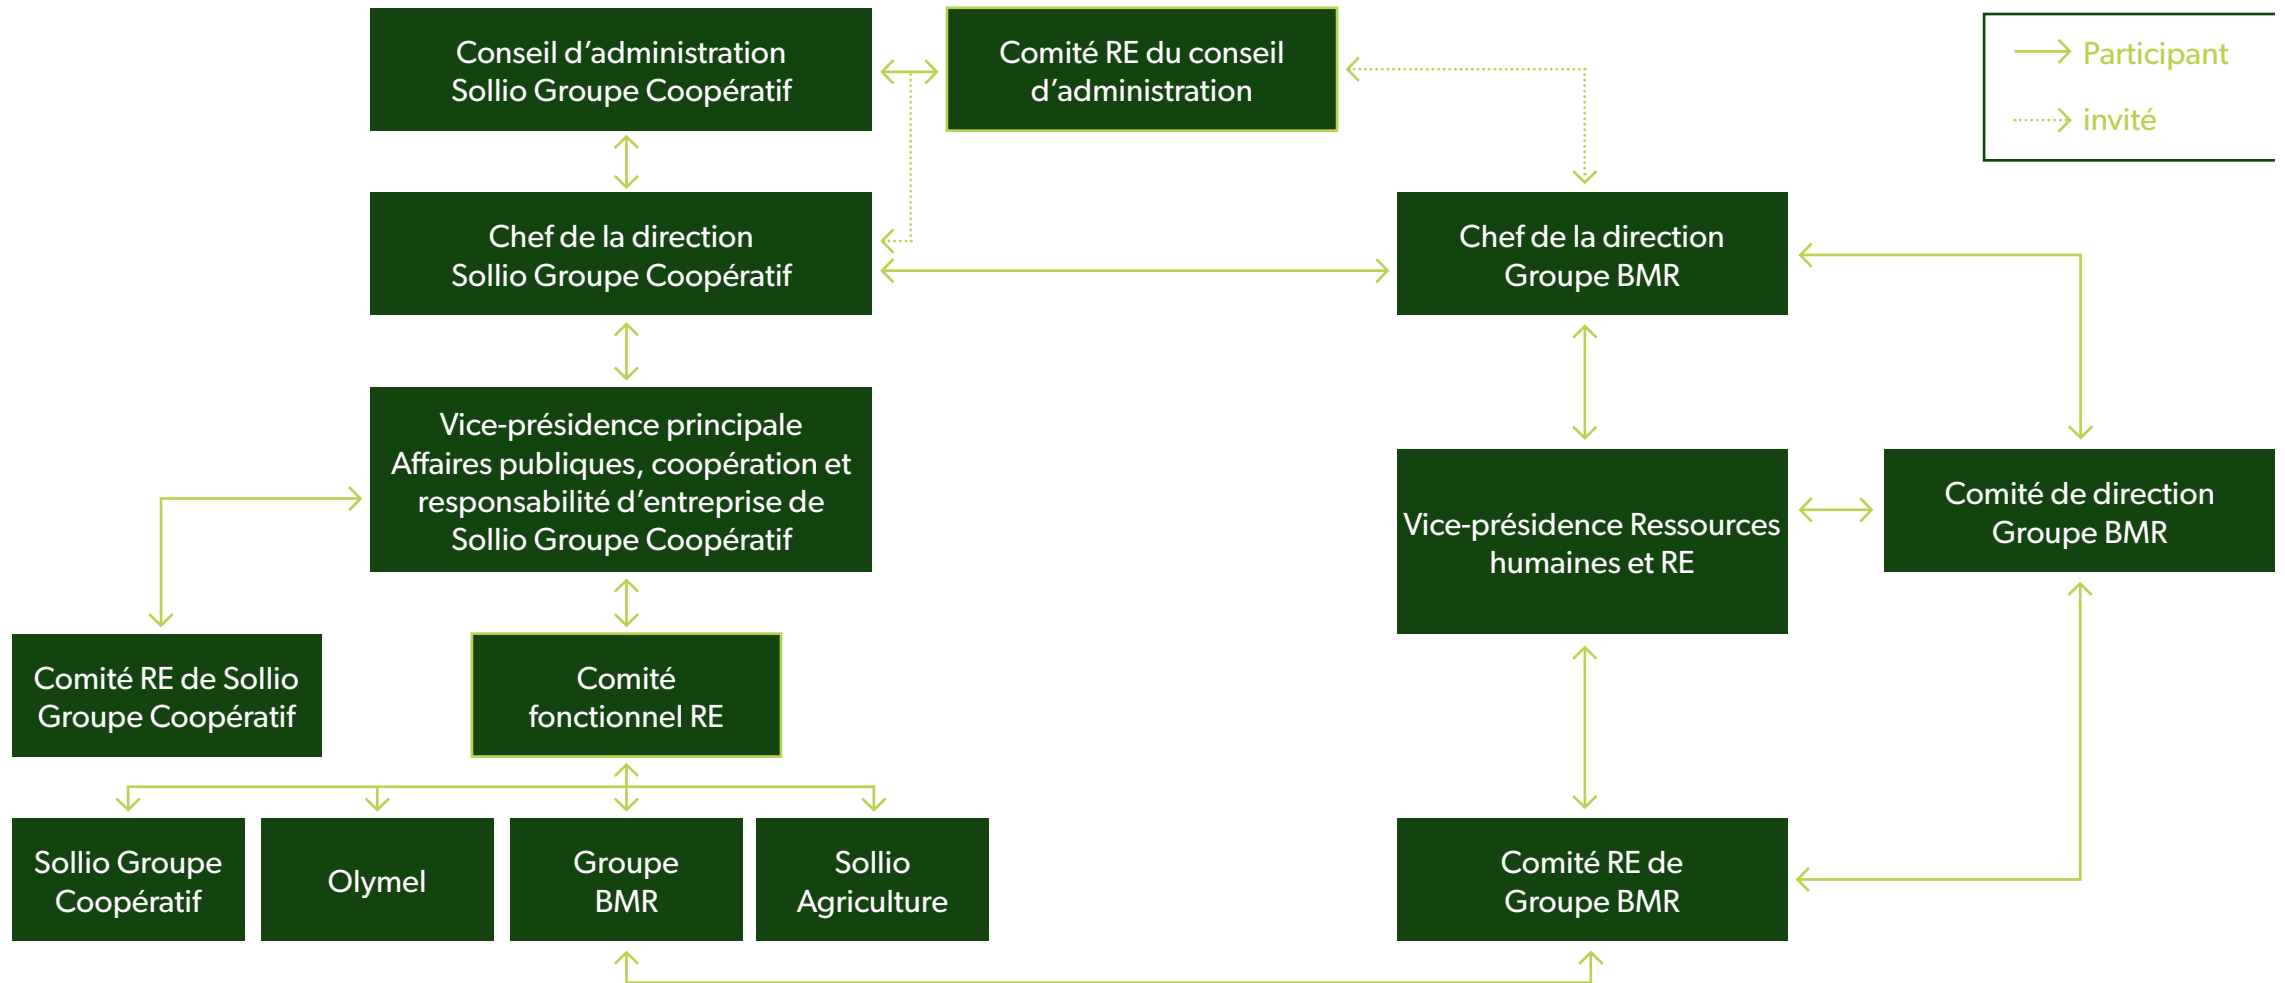 Conseil d’administration
Sollio Groupe Coopératif
Comité RE du conseil
d’administration
Participant
invité
Chef de la direction
Sollio Groupe Coopératif
Chef de la direction
Groupe BMR
Vice-présidence principale
Affaires publiques, coopération et
responsabilité d’entreprise de
Sollio Groupe Coopératif
Vice-présidence Ressources
humaines et RE
Comité de direction
Groupe BMR
Comité RE de Sollio
Groupe Coopératif
Comité
fonctionnel RE
Sollio Groupe
Coopératif
Olymel
Groupe
BMR
Sollio
Agriculture
Comité RE de
Groupe BMR